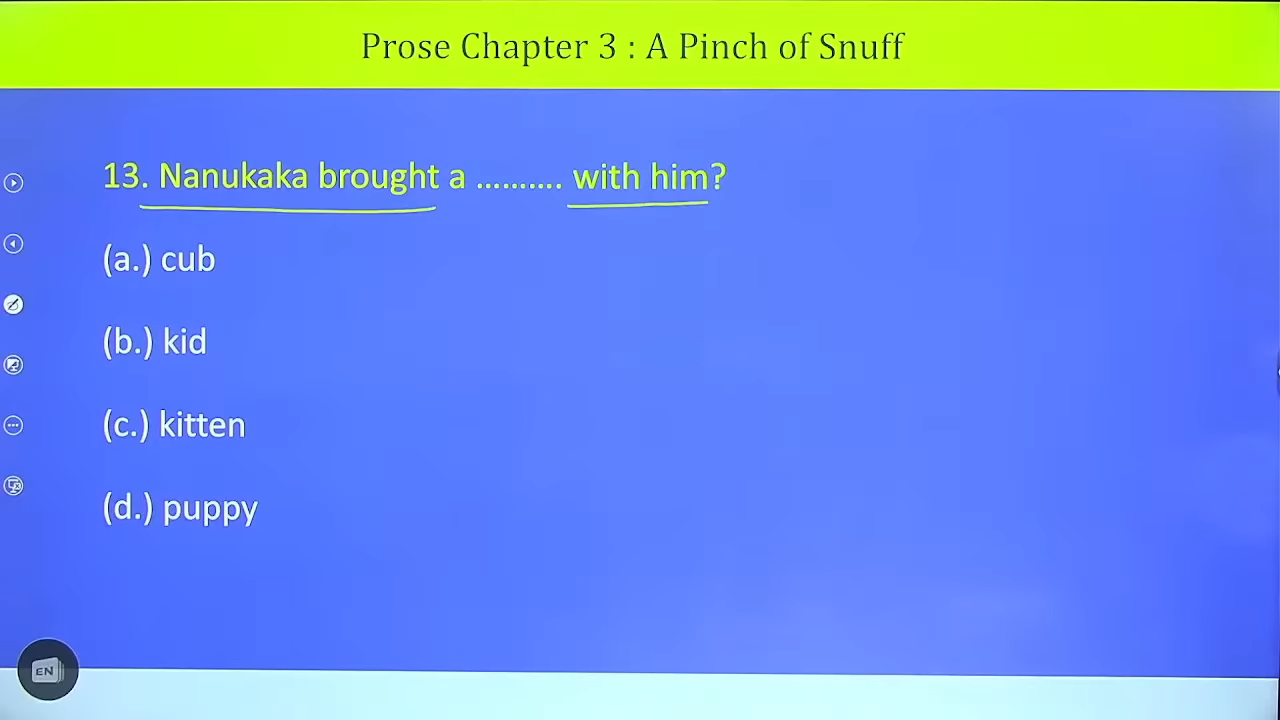 Prose Chapter 3 : A Pinch of Snuff
13. Nanukaka brought a .......... with him?
(a.) cub
(b.) kid
(c.) kitten
(d.) puppy
EN